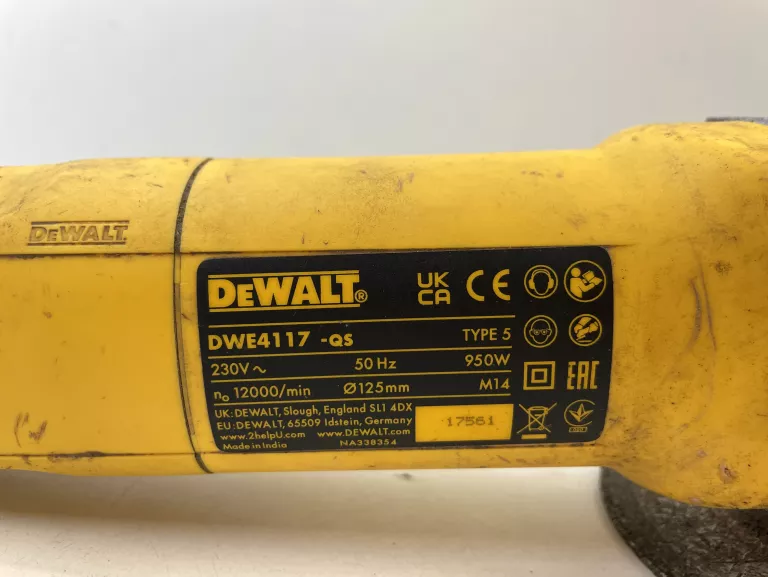 DEWALT
DEWALT®
UK CA CE
DWE4117 -QS TYPE 5
230V ~ 50 Hz 950W
n₀ 12000/min Ø125mm M14
EAC
UK: DEWALT, Slough, England SL1 4DX
EU: DEWALT, 65509 Idstein, Germany
www.2helpU.com www.DEWALT.com
Made in India NA338354
17561